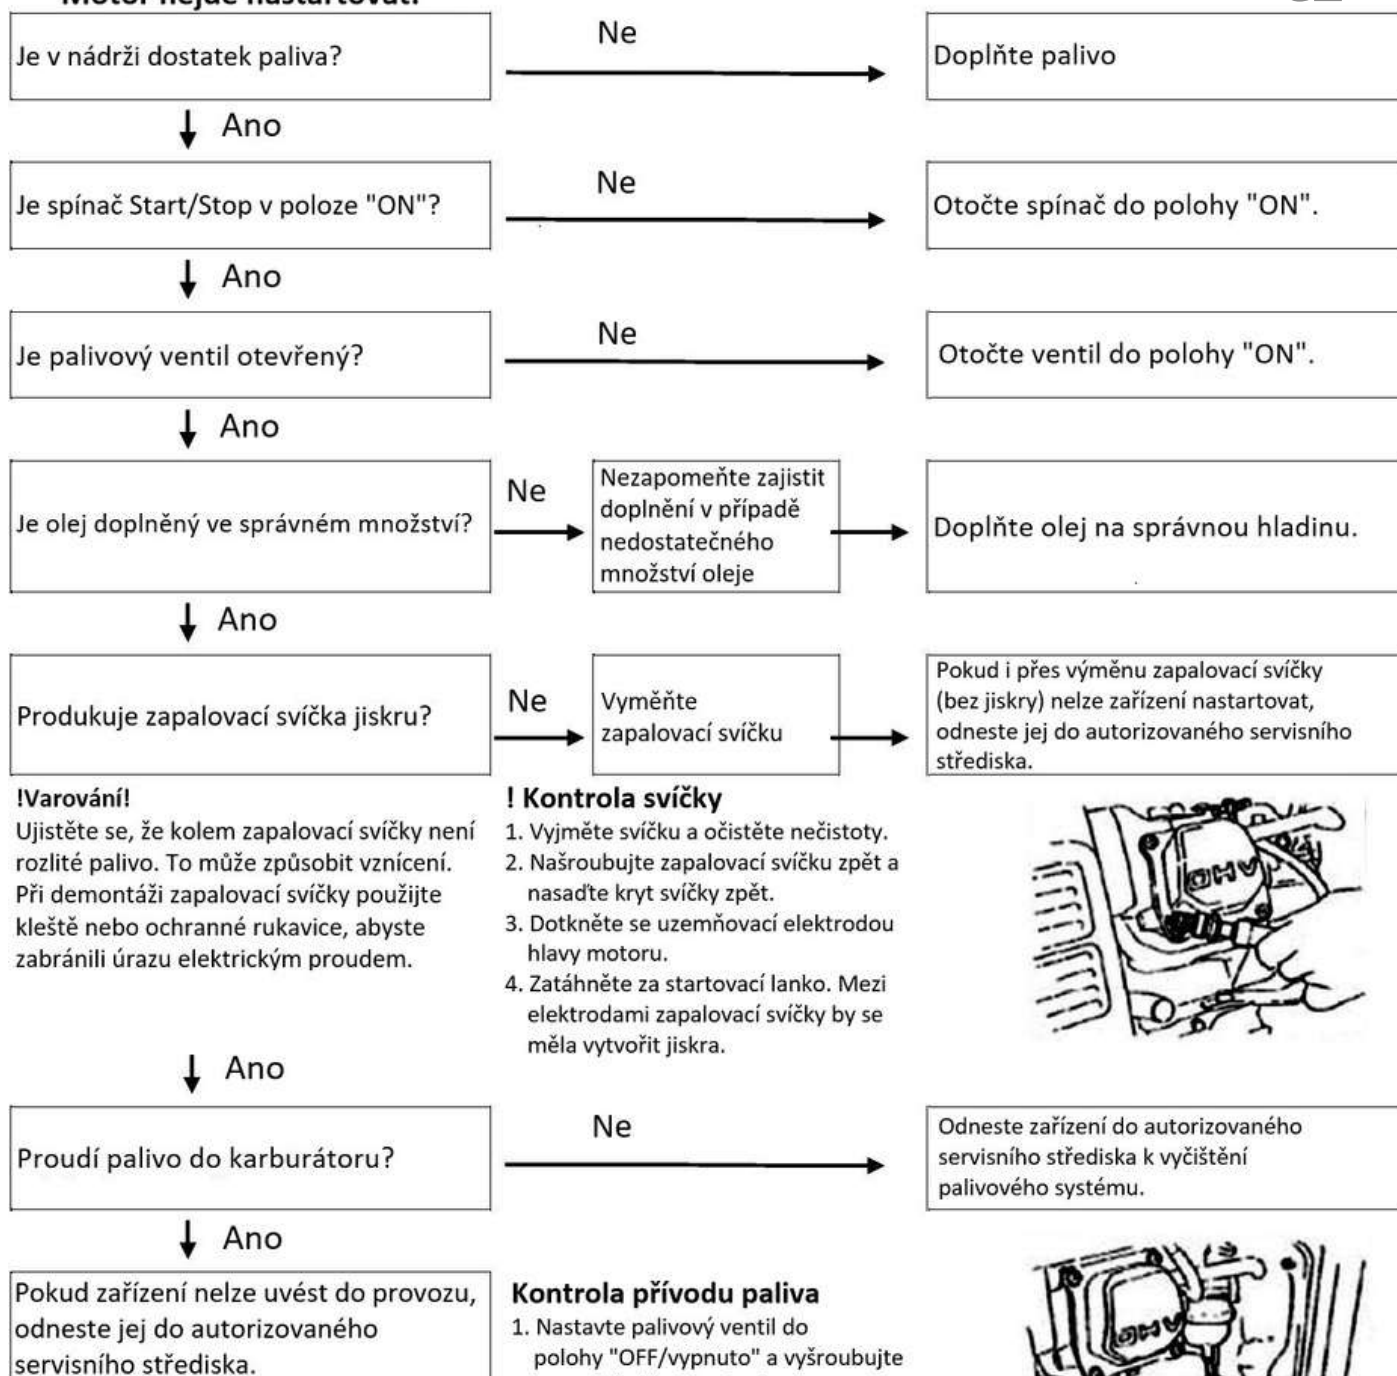 Motor nejde nastartovat!
Je v nádrži dostatek paliva?
Ne
Doplňte palivo
Ano
Je spínač Start/Stop v poloze "ON"?
Ne
Otočte spínač do polohy "ON".
Ano
Je palivový ventil otevřený?
Ne
Otočte ventil do polohy "ON".
Ano
Je olej doplněný ve správném množství?
Ne
Nezapomeňte zajistit
doplnění v případě
nedostatečného
množství oleje
Doplňte olej na správnou hladinu.
Ano
Produkuje zapalovací svíčka jiskru?
Ne
Vyměňte
zapalovací svíčku
Pokud i přes výměnu zapalovací svíčky
(bez jiskry) nelze zařízení nastartovat,
odneste jej do autorizovaného servisního
střediska.
!Varování!
Ujistěte se, že kolem zapalovací svíčky není
rozlité palivo. To může způsobit vznícení.
Při demontáži zapalovací svíčky použijte
kleště nebo ochranné rukavice, abyste
zabránili úrazu elektrickým proudem.
! Kontrola svíčky
1. Vyjměte svíčku a očistěte nečistoty.
2. Našroubujte zapalovací svíčku zpět a
nasaďte kryt svíčky zpět.
3. Dotkněte se uzemňovací elektrodou
hlavy motoru.
4. Zatáhněte za startovací lanko. Mezi
elektrodami zapalovací svíčky by se
měla vytvořit jiskra.
OHV
Ano
Proudí palivo do karburátoru?
Ne
Odneste zařízení do autorizovaného
servisního střediska k vyčištění
palivového systému.
Ano
Pokud zařízení nelze uvést do provozu,
odneste jej do autorizovaného
servisního střediska.
Kontrola přívodu paliva
1. Nastavte palivový ventil do
polohy "OFF/vypnuto" a vyšroubujte
OHV